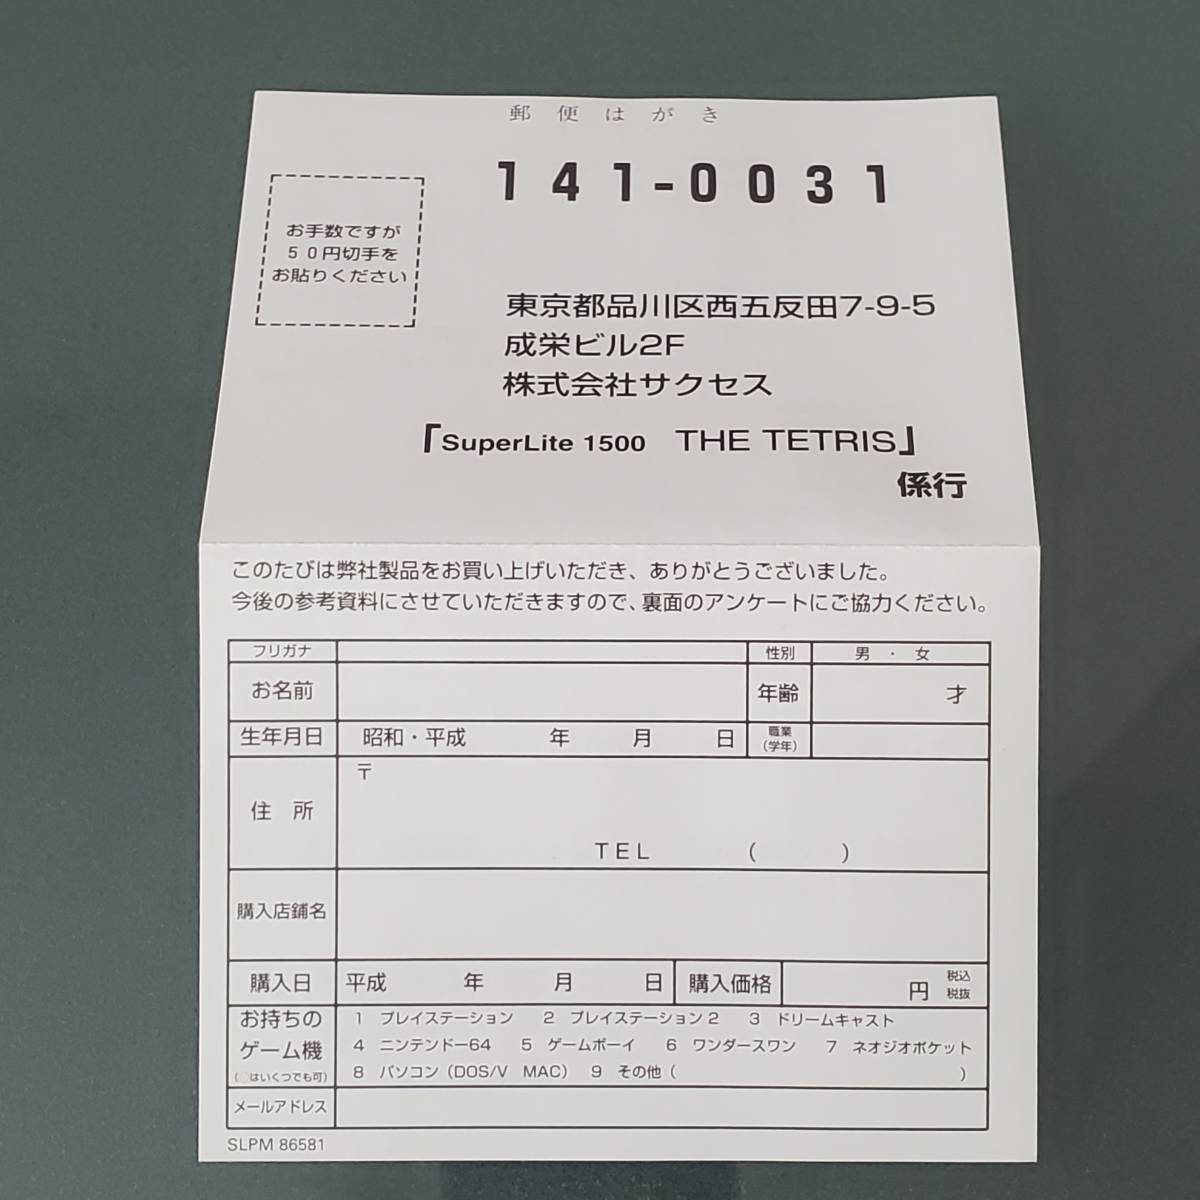 郵便はがき
141-0031
お手数ですが
50円切手を
お貼りください
東京都品川区西五反田7-9-5
成栄ビル2F
株式会社サクセス
『SuperLite 1500 THE TETRIS』
係行
このたびは弊社製品をお買い上げいただき、ありがとうございました。
今後の参考資料にさせていただきますので、裏面のアンケートにご協力ください。
フリガナ 性別 男 ・ 女
お名前 年齢 才
生年月日 昭和・平成 年 月 日 職業
(学年)
住 所 〒
TEL ( )
購入店舗名
購入日 平成 年 月 日 購入価格 円 税込
税抜
お持ちの
ゲーム機
(○はいくつでも可)
1 プレイステーション 2 プレイステーション2 3 ドリームキャスト
4 ニンテンドー64 5 ゲームボーイ 6 ワンダースワン 7 ネオジオポケット
8 パソコン(DOS/V MAC) 9 その他( )
メールアドレス
SLPM 86581